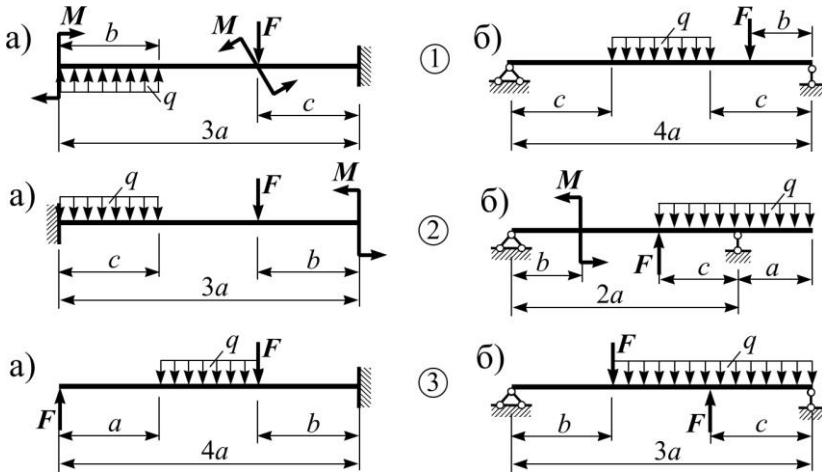 а) M b F q c 3a
① б) q F b c c 4a
а) q F M c b 3a
② б) M q F b c a 2a
а) q F F a b 4a
③ б) F q F b c 3a